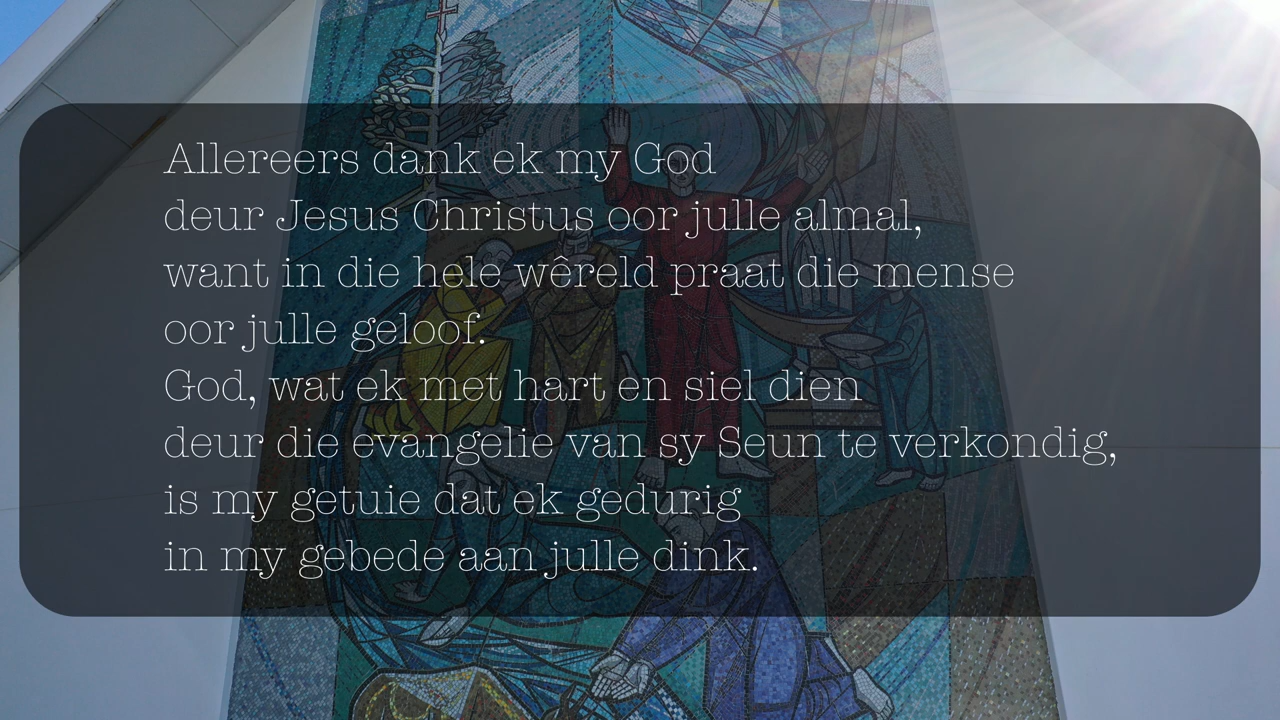 Allereers dank ek my God
deur Jesus Christus oor julle almal,
want in die hele wêreld praat die mense
oor julle geloof.
God, wat ek met hart en siel dien
deur die evangelie van sy Seun te verkondig,
is my getuie dat ek gedurig
in my gebede aan julle dink.